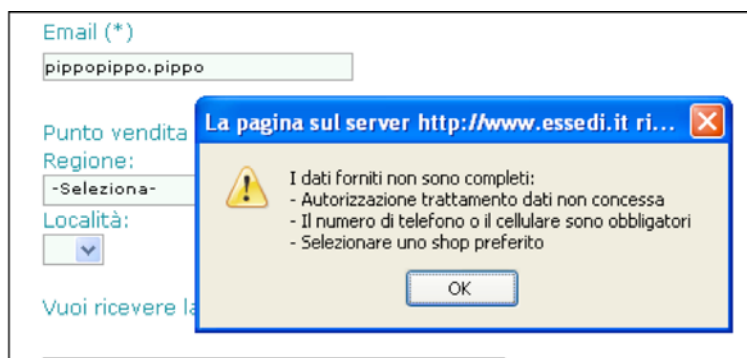 Email (*)
pippopippo.pippo
Punto vendita
Regione:
-Seleziona-
Località:
Vuoi ricevere la
La pagina sul server http://www.essedi.it ri...
I dati forniti non sono completi:
- Autorizzazione trattamento dati non concessa
- Il numero di telefono o il cellulare sono obbligatori
- Selezionare uno shop preferito
OK